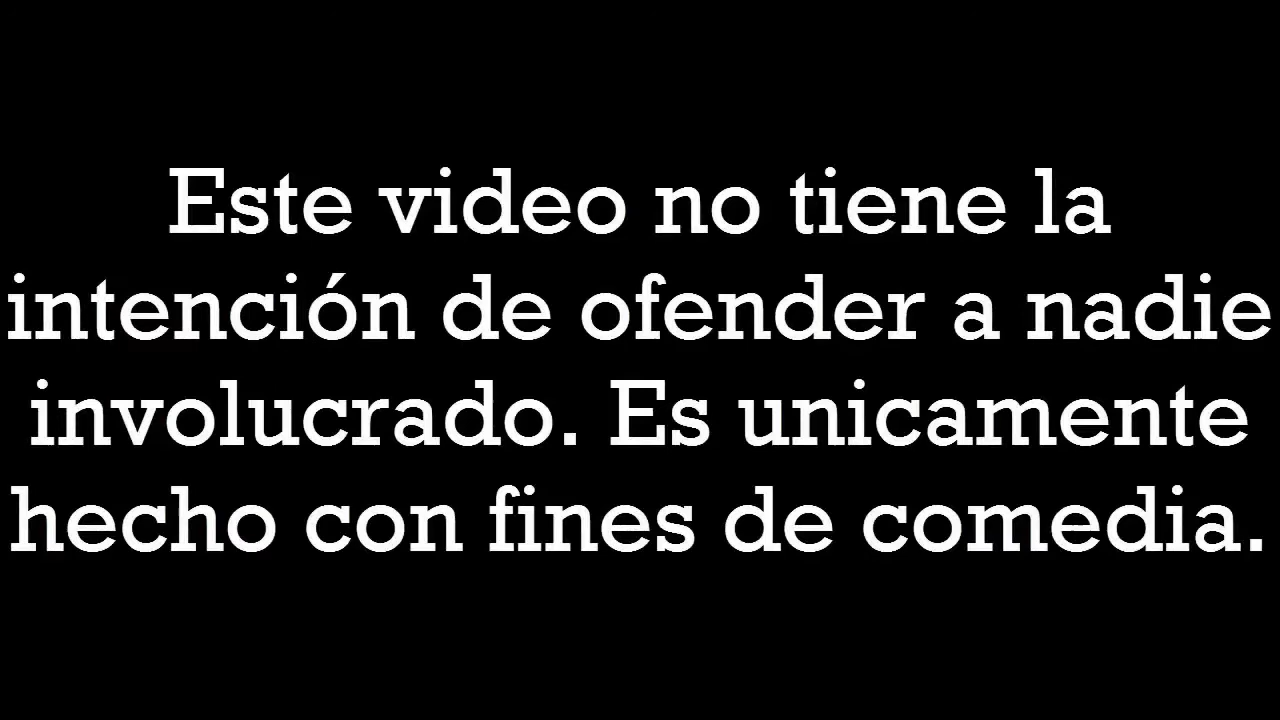 Este video no tiene la
intención de ofender a nadie
involucrado. Es unicamente
hecho con fines de comedia.